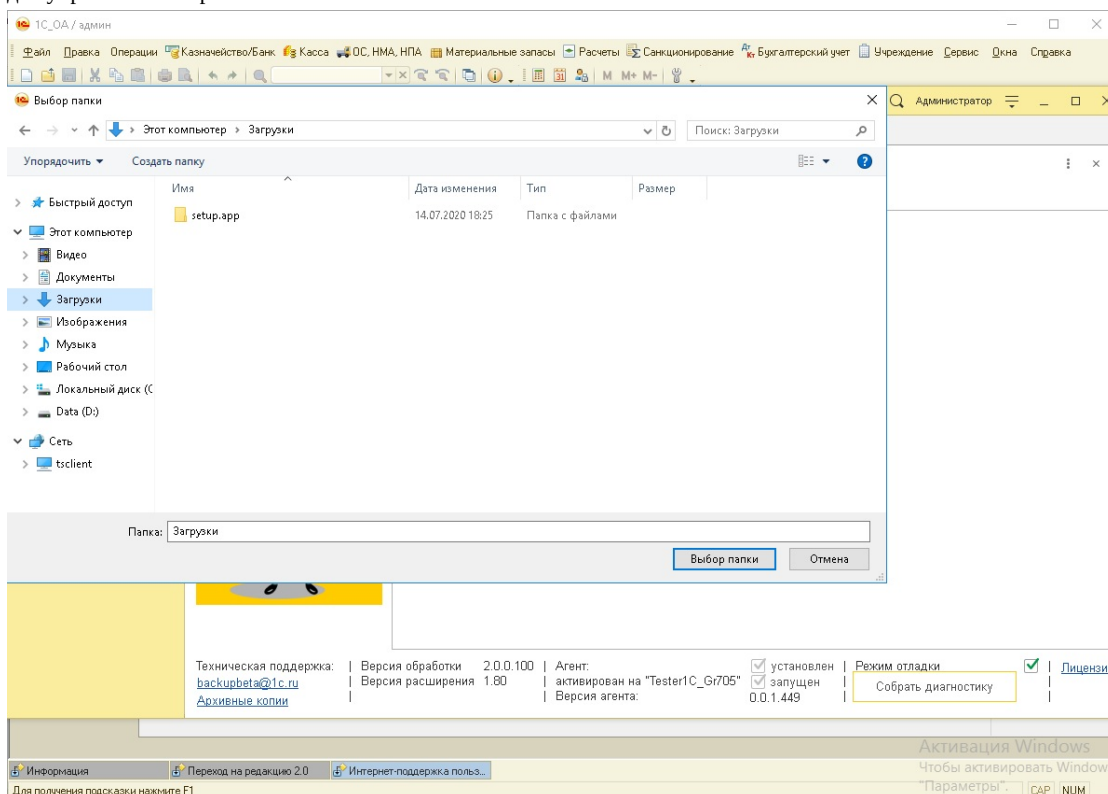 1С_ОА / админ
Файл Правка Операции Казначейство/Банк Касса ОС, НМА, НПА Материальные запасы Расчеты Санкционирование Бухгалтерский учет Учреждение Сервис Окна Справка
M M+ M-
Выбор папки
Администратор
Этот компьютер > Загрузки
Поиск: Загрузки
Упорядочить Создать папку
Имя Дата изменения Тип Размер
setup.app 14.07.2020 18:25 Папка с файлами
Быстрый доступ
Этот компьютер
Видео
Документы
Загрузки
Изображения
Музыка
Рабочий стол
Локальный диск (C
Data (D:)
Сеть
tsclient
Папка: Загрузки
Выбор папки Отмена
Техническая поддержка: | Версия обработки 2.0.0.100 | Агент: установлен | Режим отладки | Лицензи
backupbeta@1c.ru | Версия расширения 1.80 | активирован на "Tester1C_Gr705" запущен | Собрать диагностику |
Архивные копии | | Версия агента: 0.0.1.449 | |
Активация Windows
Чтобы активировать Window
"Параметры".
Информация Переход на редакцию 2.0 Интернет-поддержка польз...
Для получения подсказки нажмите F1 CAP NUM